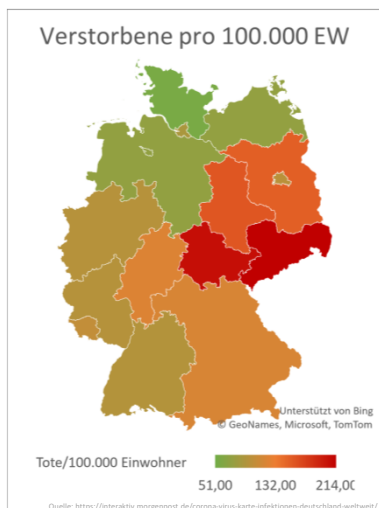 Verstorbene pro 100.000 EW
Unterstützt von Bing
© GeoNames, Microsoft, TomTom
Tote/100.000 Einwohner
51,00 132,00 214,00
Quelle: https://interaktiv.morgenpost.de/corona-virus-karte-infektionen-deutschland-weltweit/